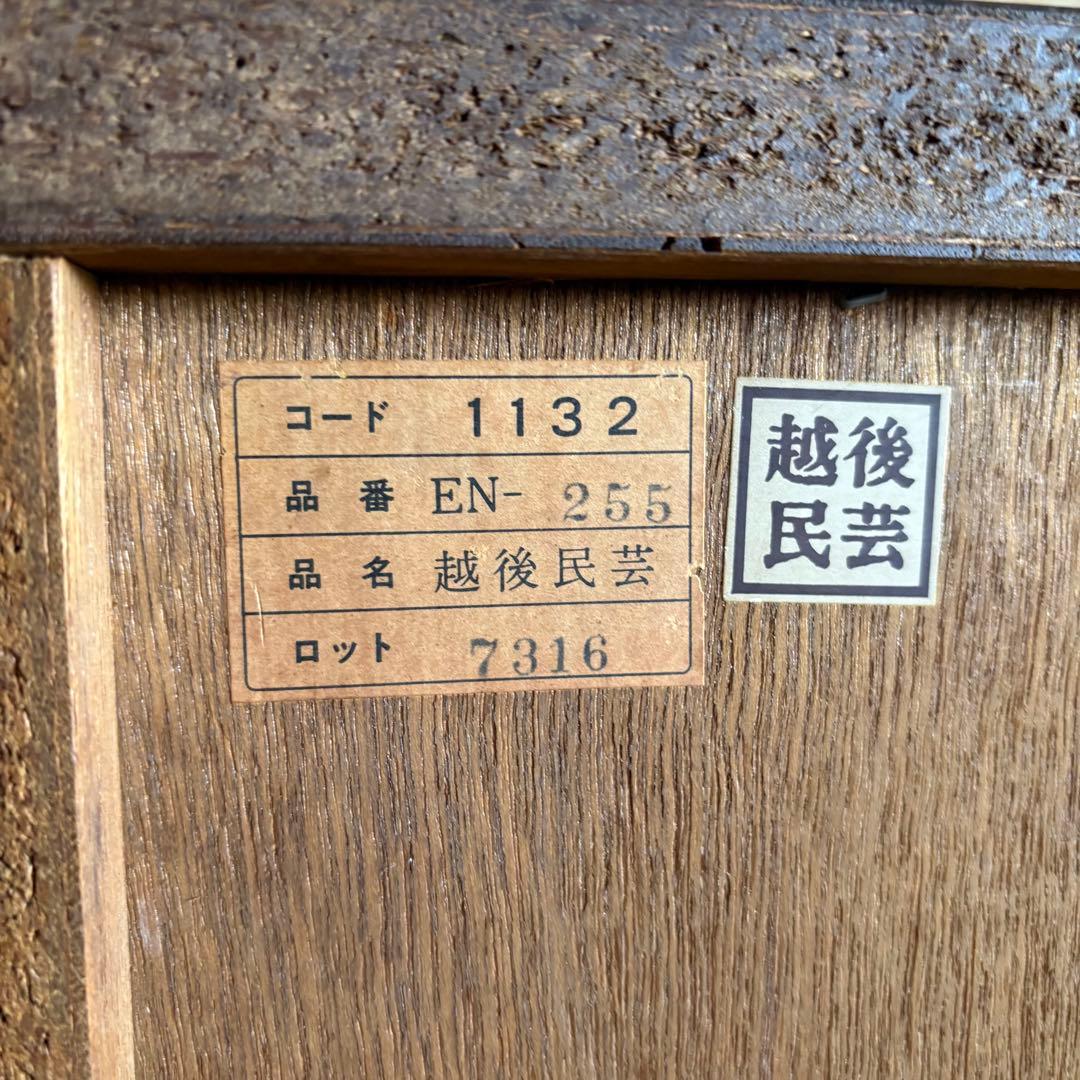 コード 1132
品番 EN-255
品名 越後民芸
ロット 7316
越後
民芸